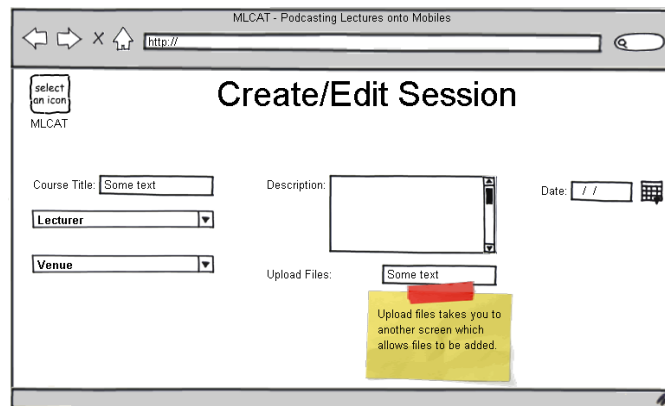 MLCAT - Podcasting Lectures onto Mobiles
http://
select
an icon
MLCAT
Create/Edit Session
Course Title: Some text
Lecturer
Venue
Description:
Upload Files: Some text
Upload files takes you to
another screen which
allows files to be added.
Date: / /